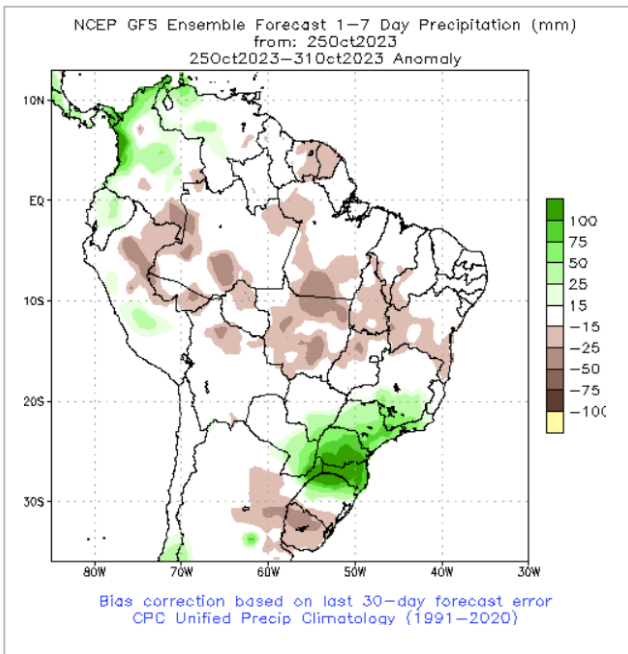 NCEP GFS Ensemble Forecast 1-7 Day Precipitation (mm)
from: 25Oct2023
25Oct2023-31Oct2023 Anomaly
10N
EQ
10S
20S
30S
80W
70W
60W
50W
40W
30W
100
75
50
25
15
-15
-25
-50
-75
-100
Bias correction based on last 30-day forecast error
CPC Unified Precip Climatology (1991-2020)